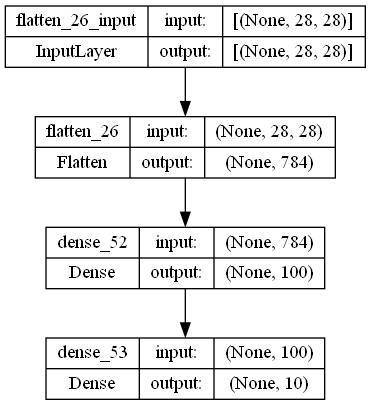 flatten_26_input input: [(None, 28, 28)]
InputLayer output: [(None, 28, 28)]
flatten_26 input: (None, 28, 28)
Flatten output: (None, 784)
dense_52 input: (None, 784)
Dense output: (None, 100)
dense_53 input: (None, 100)
Dense output: (None, 10)